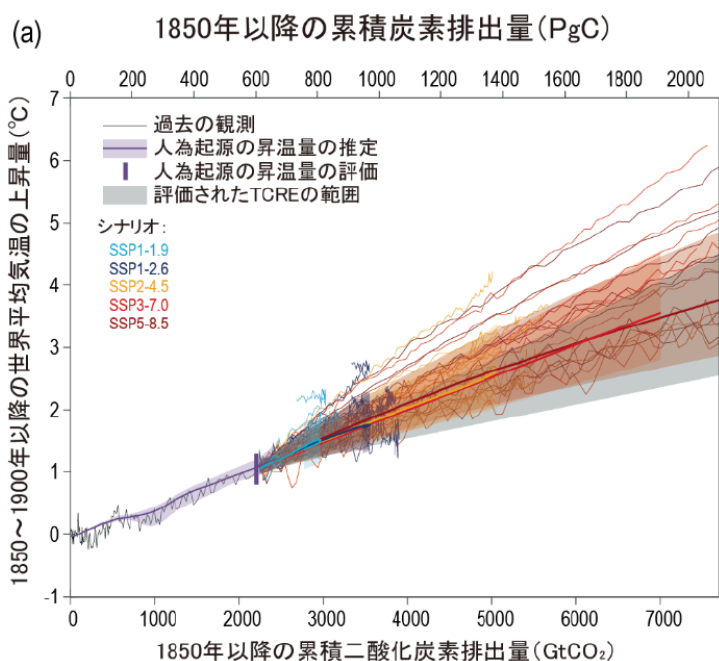 (a)
1850年以降の累積炭素排出量(PgC)
0 200 400 600 800 1000 1200 1400 1600 1800 2000
1850~1900年以降の世界平均気温の上昇量(℃)
7
6
5
4
3
2
1
0
-1
過去の観測
人為起源の昇温量の推定
人為起源の昇温量の評価
評価されたTCREの範囲
シナリオ:
SSP1-1.9
SSP1-2.6
SSP2-4.5
SSP3-7.0
SSP5-8.5
0 1000 2000 3000 4000 5000 6000 7000
1850年以降の累積二酸化炭素排出量(GtCO₂)